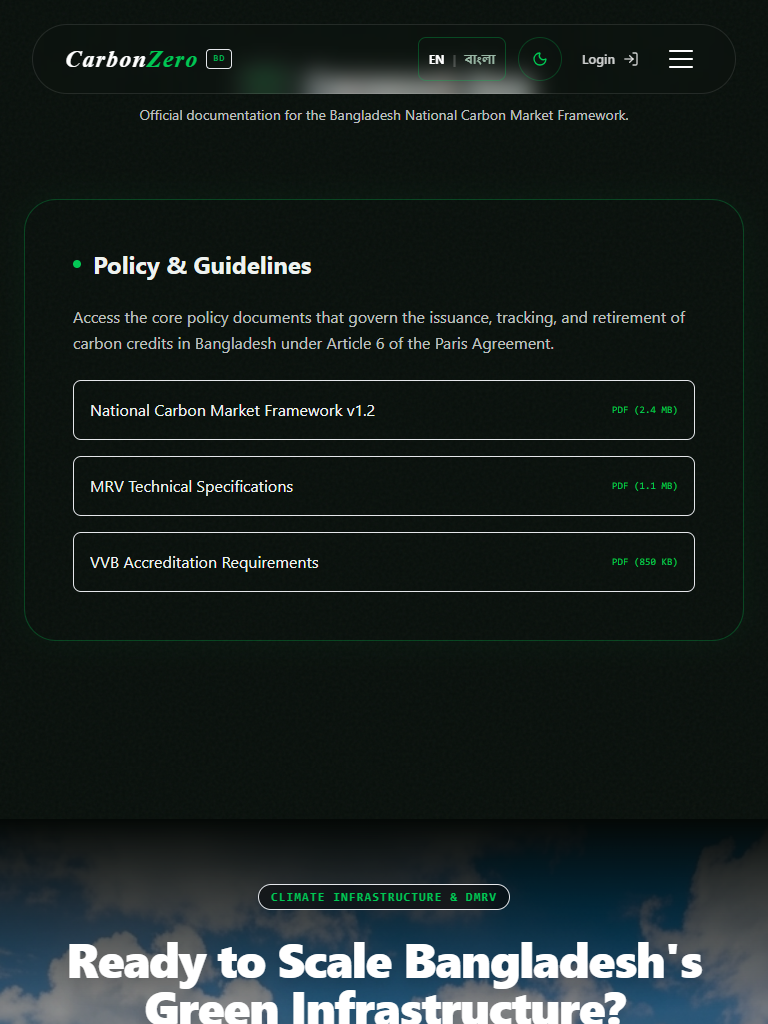 CarbonZero BD
EN | বাংলা
Login
Official documentation for the Bangladesh National Carbon Market Framework.
Policy & Guidelines
Access the core policy documents that govern the issuance, tracking, and retirement of
carbon credits in Bangladesh under Article 6 of the Paris Agreement.
National Carbon Market Framework v1.2 PDF (2.4 MB)
MRV Technical Specifications PDF (1.1 MB)
VVB Accreditation Requirements PDF (850 KB)
CLIMATE INFRASTRUCTURE & DMRV
Ready to Scale Bangladesh's
Green Infrastructure?